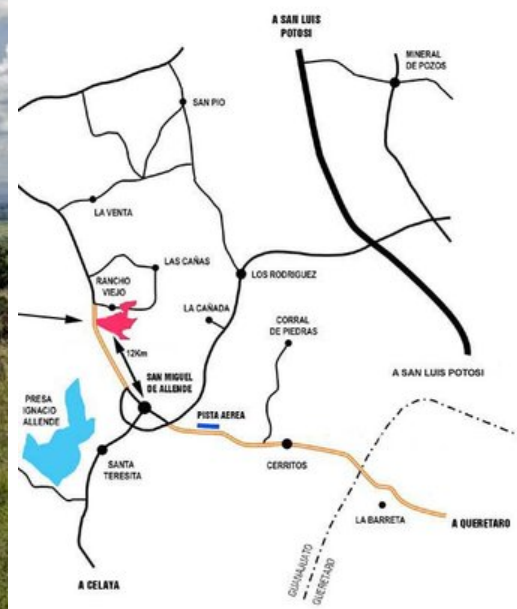 A SAN LUIS
POTOSI
MINERAL
DE POZOS
SAN PIO
LA VENTA
LAS CAÑAS
RANCHO
VIEJO
LOS RODRIGUEZ
LA CAÑADA
CORRAL
DE PIEDRAS
12Km
SAN MIGUEL
DE ALLENDE
A SAN LUIS POTOSI
PRESA
IGNACIO
ALLENDE
PISTA AEREA
SANTA
TERESITA
CERRITOS
LA BARRETA
A QUERETARO
GUANAJUATO
QUERETARO
A CELAYA